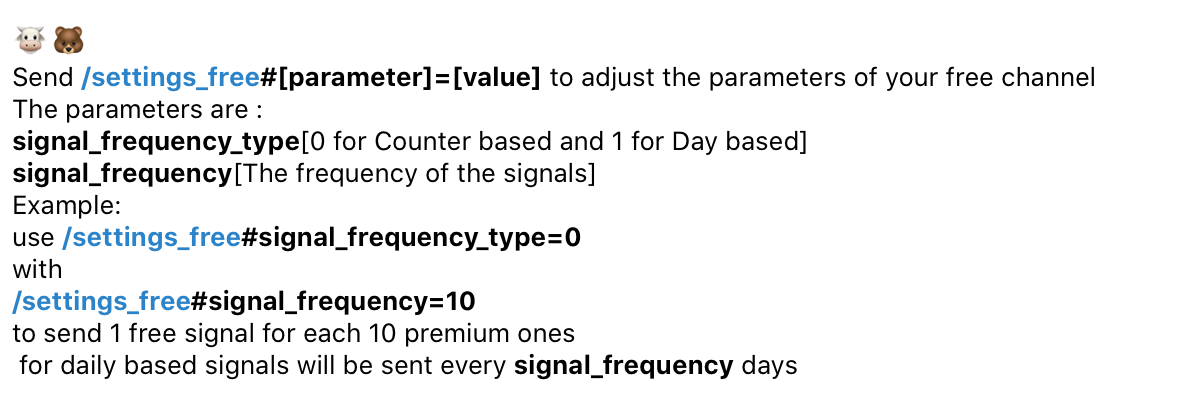 🐮🐻
Send /settings_free#[parameter]=[value] to adjust the parameters of your free channel
The parameters are :
signal_frequency_type[0 for Counter based and 1 for Day based]
signal_frequency[The frequency of the signals]
Example:
use /settings_free#signal_frequency_type=0
with
/settings_free#signal_frequency=10
to send 1 free signal for each 10 premium ones
for daily based signals will be sent every signal_frequency days